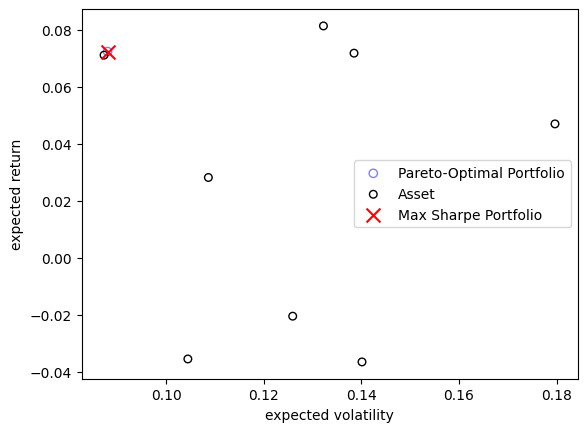 0.08
0.06
0.04
0.02
0.00
−0.02
−0.04
expected return
Pareto-Optimal Portfolio
Asset
Max Sharpe Portfolio
0.10 0.12 0.14 0.16 0.18
expected volatility